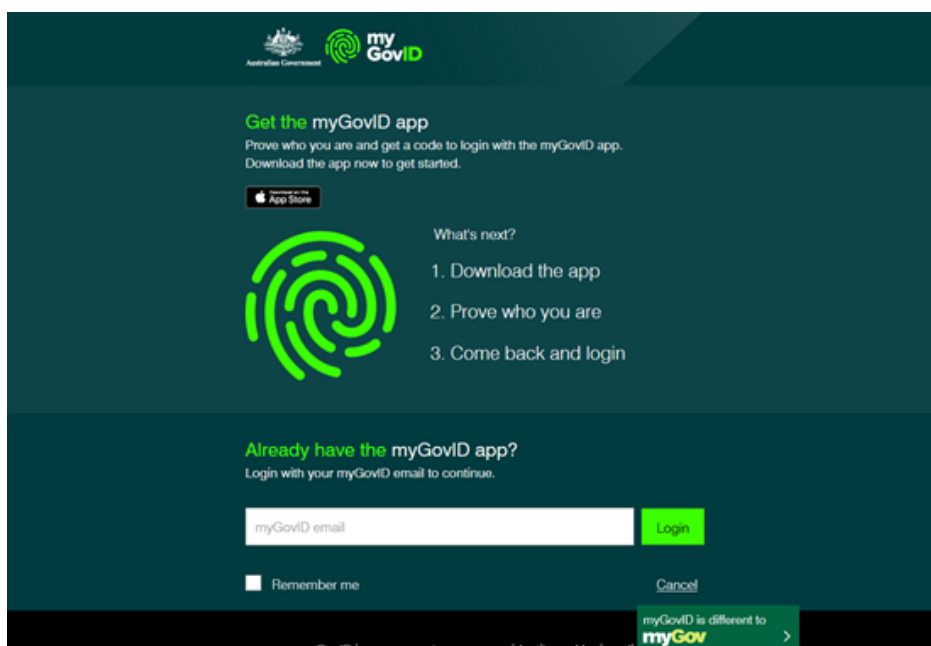 Australian Government
my
GovID
Get the myGovID app
Prove who you are and get a code to login with the myGovID app.
Download the app now to get started.
Download on the
App Store
What's next?
1. Download the app
2. Prove who you are
3. Come back and login
Already have the myGovID app?
Login with your myGovID email to continue.
myGovID email
Login
Remember me
Cancel
myGovID is different to
myGov